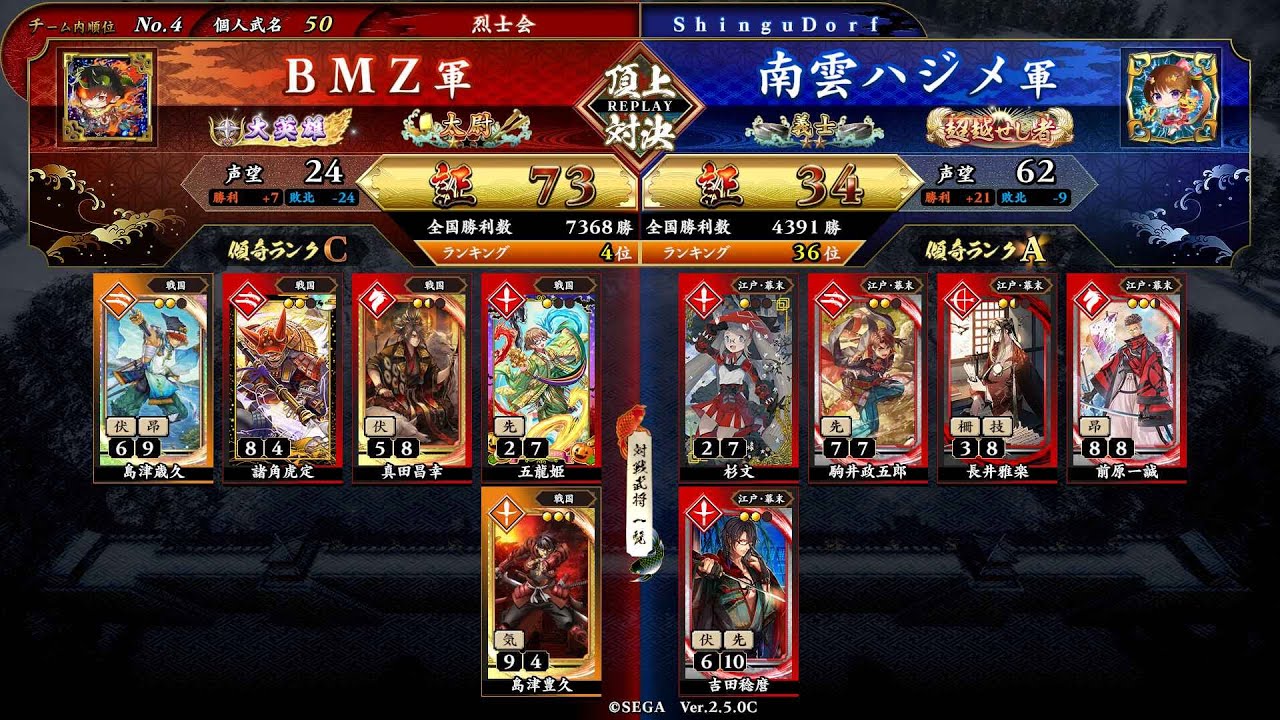 チーム内順位 No.4 個人武名 50 烈士会 ShinguDorf
BMZ軍 頂上 南雲ハジメ軍
REPLAY
対決
大英雄 太尉 義士 超越せし者
声望 24 証 73 証 34 声望 62
勝利 +7 敗北 -24 勝利 +21 敗北 -9
全国勝利数 7368勝 全国勝利数 4391勝
傾奇ランクC ランキング 4位 ランキング 36位 傾奇ランクA
戦国 戦国 戦国 戦国 江戸・幕末 江戸・幕末 江戸・幕末 江戸・幕末
伏 昴 伏 先 先 柵 技 昴
6 9 8 4 5 8 2 7 2 7 7 7 3 8 8 8
島津歳久 諸角虎定 真田昌幸 五龍姫 杉文 駒井政五郎 長井雅楽 前原一誠
対戦武将一覧
戦国 江戸・幕末
気 伏 先
9 4 6 10
島津豊久 吉田稔麿
©SEGA Ver.2.5.0C